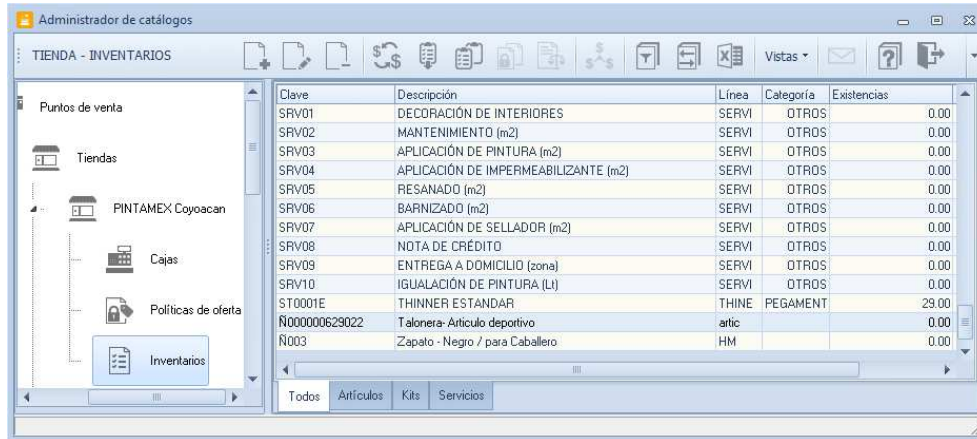 Administrador de catálogos
TIENDA - INVENTARIOS
Vistas
Puntos de venta
Tiendas
PINTAMEX Coyoacan
Cajas
Políticas de oferta
Inventarios
Clave Descripción Línea Categoría Existencias
SRV01 DECORACIÓN DE INTERIORES SERVI OTROS 0.00
SRV02 MANTENIMIENTO (m2) SERVI OTROS 0.00
SRV03 APLICACIÓN DE PINTURA (m2) SERVI OTROS 0.00
SRV04 APLICACIÓN DE IMPERMEABILIZANTE (m2) SERVI OTROS 0.00
SRV05 RESANADO (m2) SERVI OTROS 0.00
SRV06 BARNIZADO (m2) SERVI OTROS 0.00
SRV07 APLICACIÓN DE SELLADOR (m2) SERVI OTROS 0.00
SRV08 NOTA DE CRÉDITO SERVI OTROS 0.00
SRV09 ENTREGA A DOMICILIO (zona) SERVI OTROS 0.00
SRV10 IGUALACIÓN DE PINTURA (Lt) SERVI OTROS 0.00
ST0001E THINNER ESTANDAR THINE PEGAMENT 29.00
Ñ000000629022 Talonera- Articulo deportivo artic 0.00
Ñ003 Zapato - Negro / para Caballero HM 0.00
Todos Artículos Kits Servicios